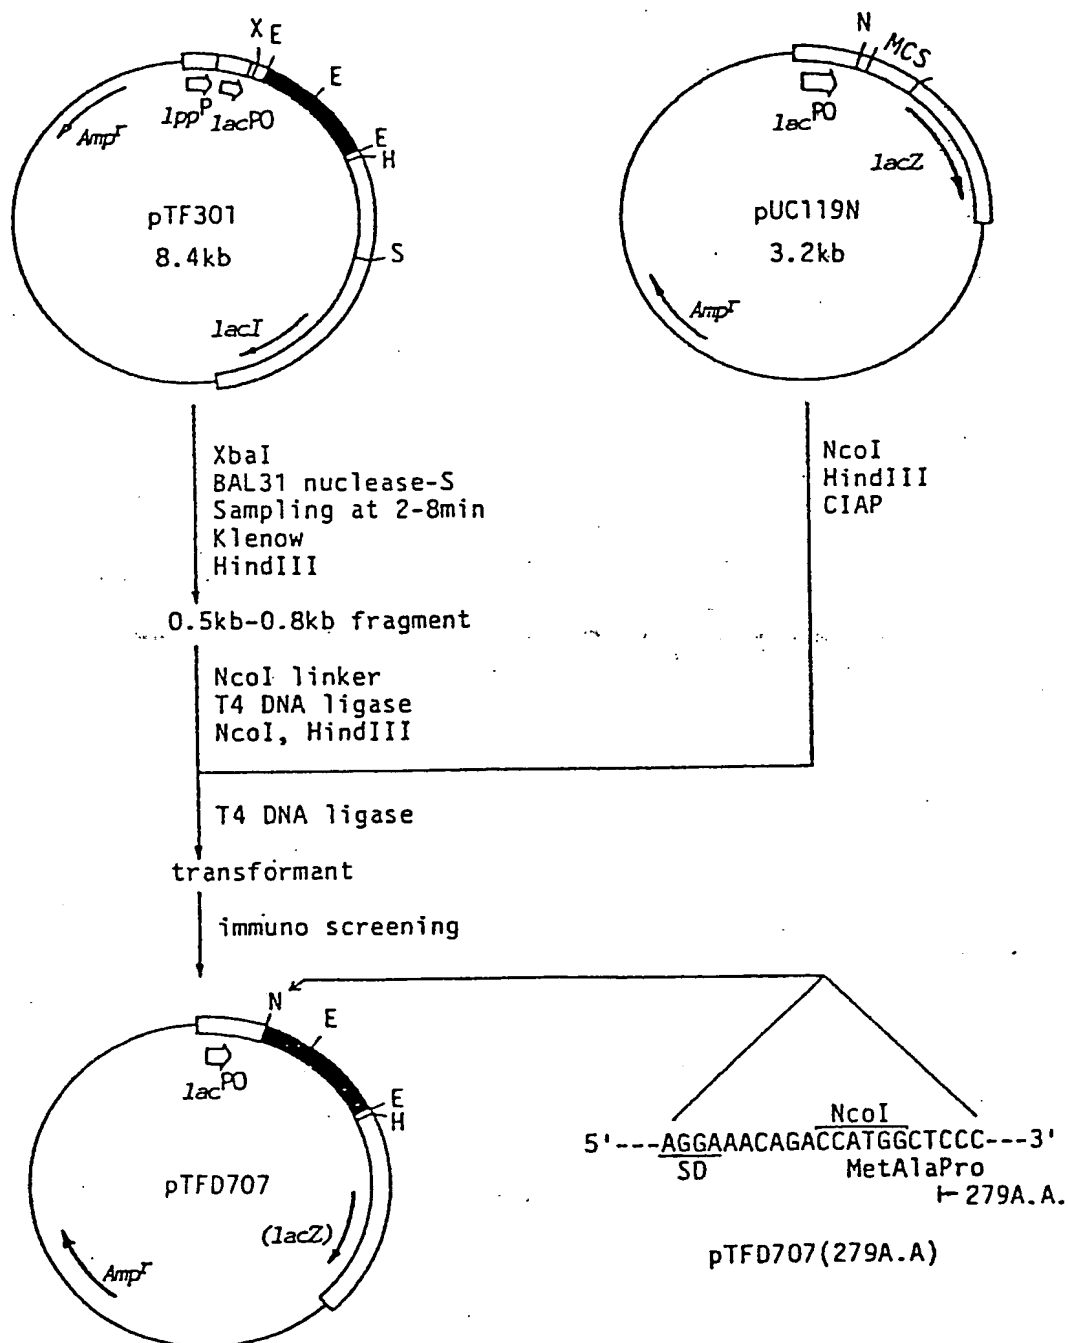 X E
E
E
H
S
lpp^P lac^PO
Amp^r
pTF301
8.4kb
lacI
N
MCS
lac^PO
lacZ
pUC119N
3.2kb
Amp^r
XbaI
BAL31 nuclease-S
Sampling at 2-8min
Klenow
HindIII
NcoI
HindIII
CIAP
0.5kb-0.8kb fragment
NcoI linker
T4 DNA ligase
NcoI, HindIII
T4 DNA ligase
transformant
immuno screening
N
E
E
H
lac^PO
pTFD707
(lacZ)
Amp^r
NcoI
5'---AGGAAACAGACCATGGCTCCC---3'
SD
MetAlaPro
279A.A.
pTFD707(279A.A)